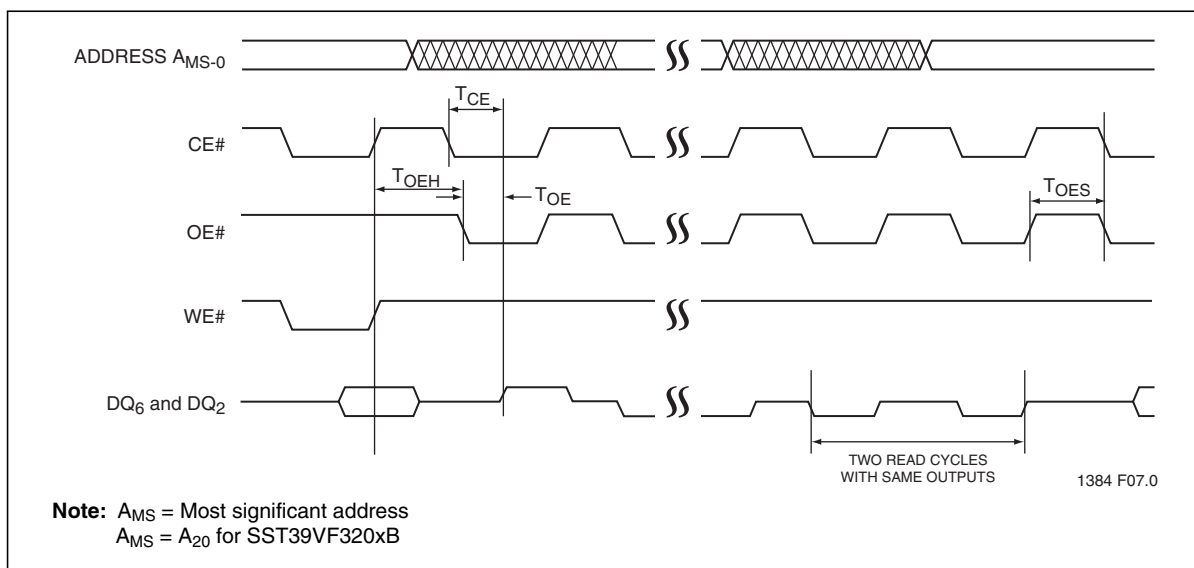 ADDRESS AMS-0
TCE
CE#
TOEH
TOE
TOES
OE#
WE#
DQ6 and DQ2
TWO READ CYCLES
WITH SAME OUTPUTS
1384 F07.0
Note: AMS = Most significant address
AMS = A20 for SST39VF320xB